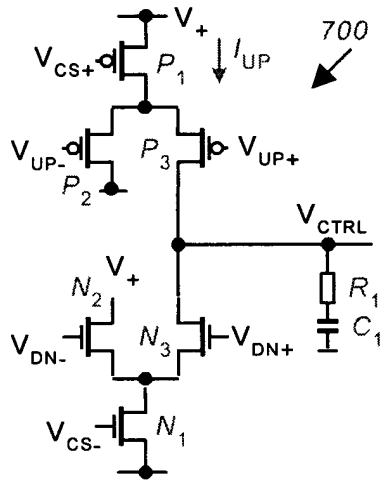 V+
700
VCS+
P1
IUP
VUP-
P3
VUP+
P2
VCTRL
V+
N2
R1
VDN-
N3
VDN+
C1
VCS-
N1